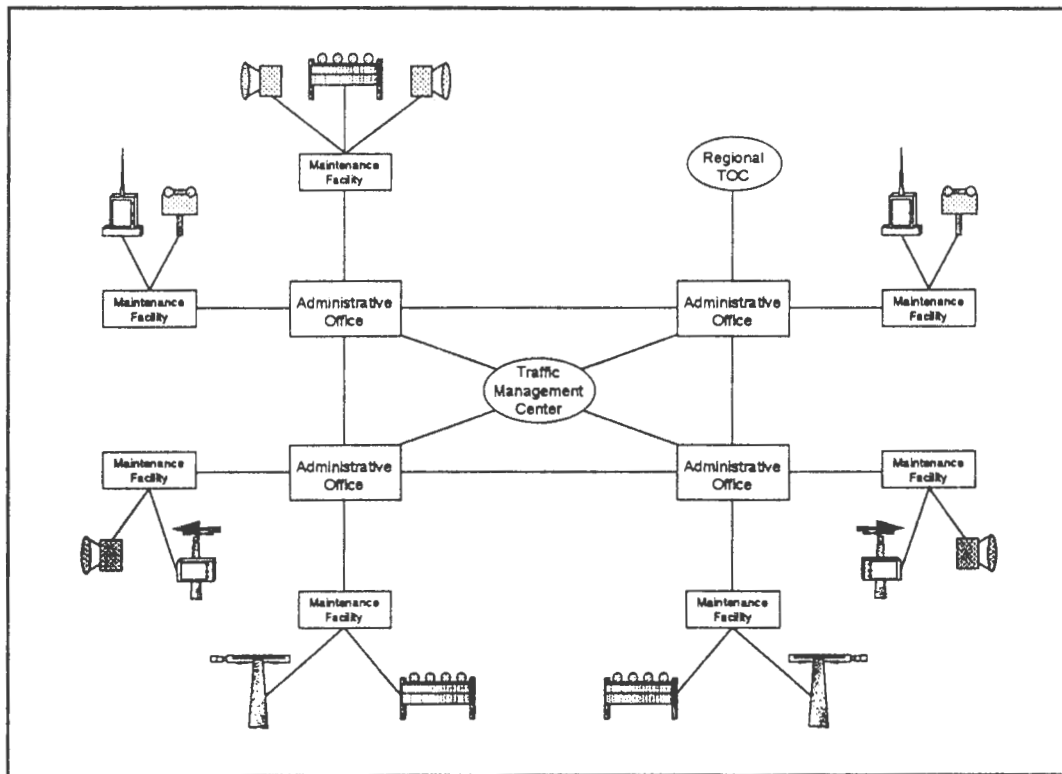 Maintenance
Facility
Regional
TOC
Maintenance
Facility
Administrative
Office
Administrative
Office
Maintenance
Facility
Traffic
Management
Center
Maintenance
Facility
Administrative
Office
Administrative
Office
Maintenance
Facility
Maintenance
Facility
Maintenance
Facility